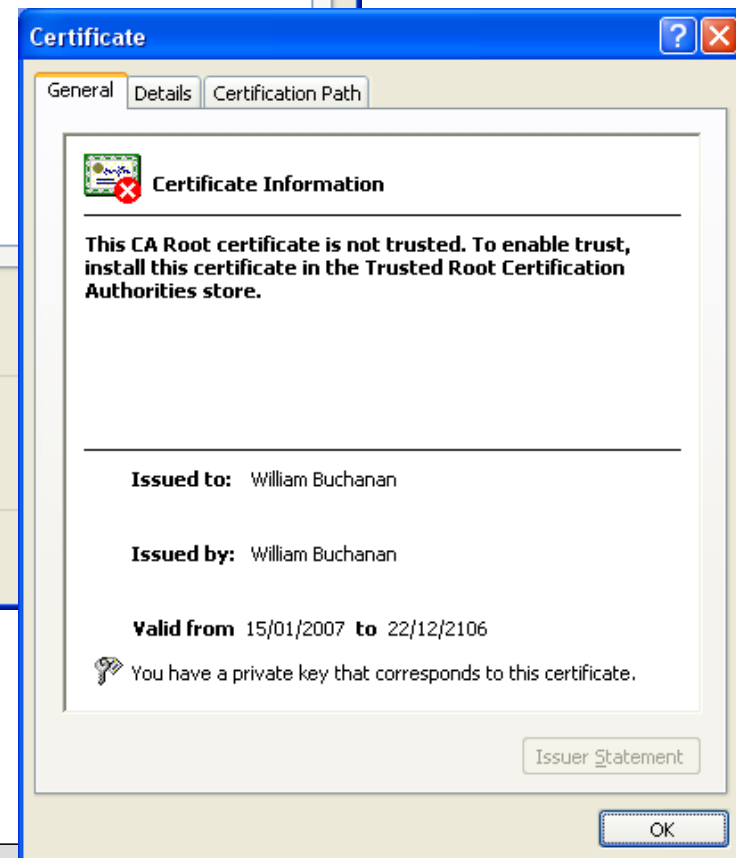 Certificate
General Details Certification Path
Certificate Information
This CA Root certificate is not trusted. To enable trust,
install this certificate in the Trusted Root Certification
Authorities store.
Issued to: William Buchanan
Issued by: William Buchanan
Valid from 15/01/2007 to 22/12/2106
You have a private key that corresponds to this certificate.
Issuer Statement
OK